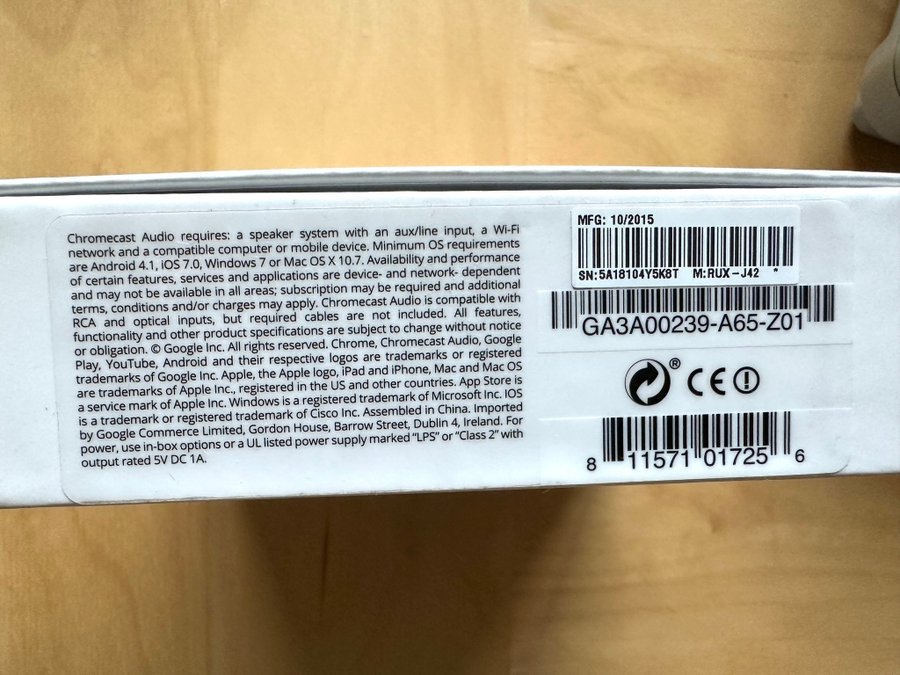 Chromecast Audio requires: a speaker system with an aux/line input, a Wi-Fi
network and a compatible computer or mobile device. Minimum OS requirements
are Android 4.1, iOS 7.0, Windows 7 or Mac OS X 10.7. Availability and performance
of certain features, services and applications are device- and network- dependent
and may not be available in all areas; subscription may be required and additional
terms, conditions and/or charges may apply. Chromecast Audio is compatible with
RCA and optical inputs, but required cables are not included. All features,
functionality and other product specifications are subject to change without notice
or obligation. © Google Inc. All rights reserved. Chrome, Chromecast Audio, Google
Play, YouTube, Android and their respective logos are trademarks or registered
trademarks of Google Inc. Apple, the Apple logo, iPad and iPhone, Mac and Mac OS
are trademarks of Apple Inc., registered in the US and other countries. App Store is
a service mark of Apple Inc. Windows is a registered trademark of Microsoft Inc. IOS
is a trademark or registered trademark of Cisco Inc. Assembled in China. Imported
by Google Commerce Limited, Gordon House, Barrow Street, Dublin 4, Ireland. For
power, use in-box options or a UL listed power supply marked “LPS” or “Class 2” with
output rated 5V DC 1A.
MFG: 10/2015
SN:5A18104Y5K8T M:RUX-J42 *
GA3A00239-A65-Z01
® CE
8 11571 01725 6